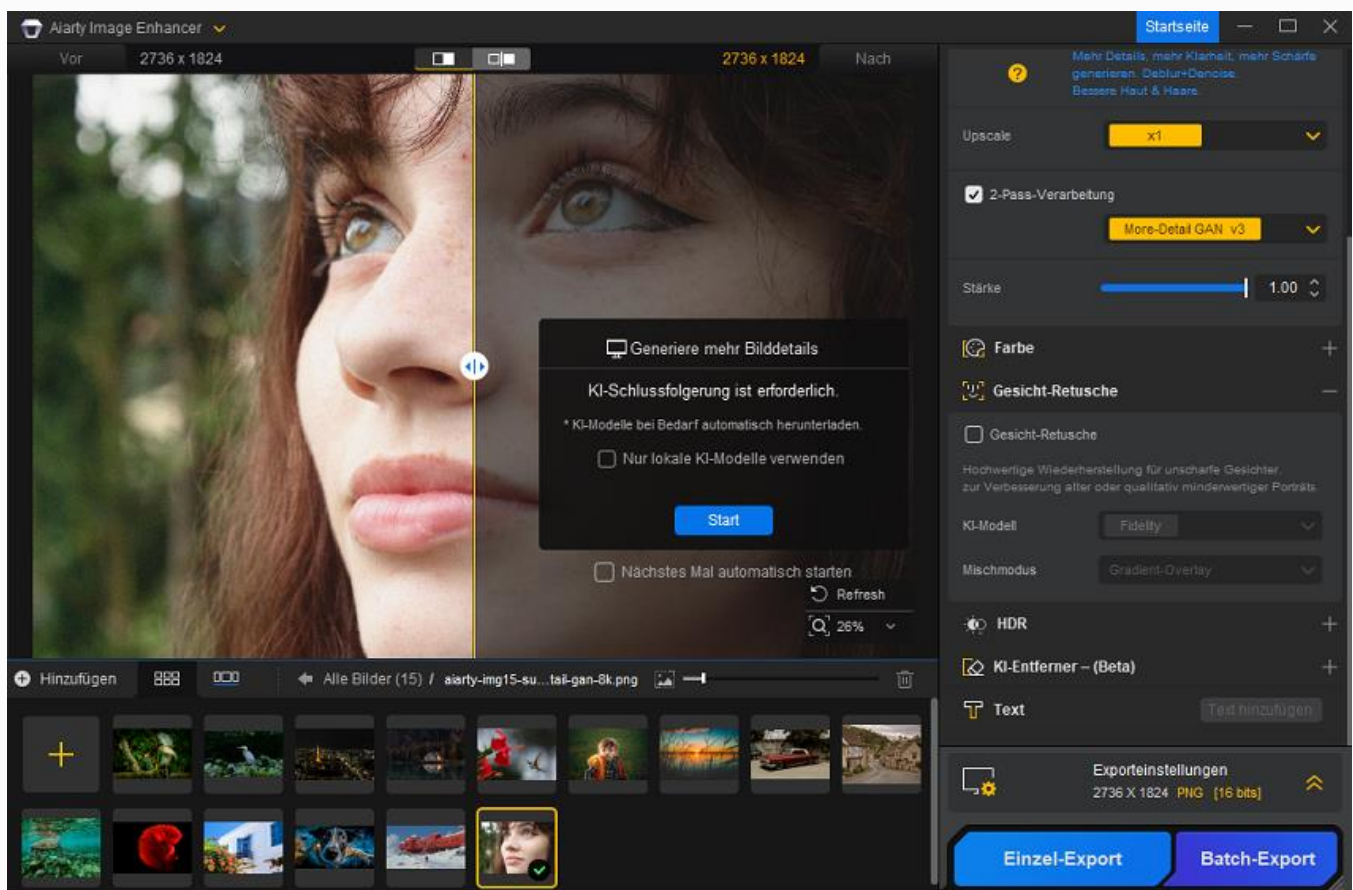 Aiarty Image Enhancer
Startseite
Vor
2736 x 1824
2736 x 1824
Nach
Mehr Details, mehr Klarheit, mehr Schärfe
generieren. Deblur+Denoise.
Bessere Haut & Haare.
Upscale
x1
2-Pass-Verarbeitung
More-Detail GAN v3
Stärke
1.00
Farbe
Gesicht-Retusche
Gesicht-Retusche
Hochwertige Wiederherstellung für unscharfe Gesichter,
zur Verbesserung alter oder qualitativ minderwertiger Porträts.
KI-Modell
Fidelity
Mischmodus
Gradient-Overlay
HDR
KI-Entferner – (Beta)
Text
Text hinzufügen
Generiere mehr Bilddetails
KI-Schlussfolgerung ist erforderlich.
* KI-Modelle bei Bedarf automatisch herunterladen.
Nur lokale KI-Modelle verwenden
Start
Nächstes Mal automatisch starten
Refresh
26%
Hinzufügen
Alle Bilder (15) / aiarty-img15-su...tail-gan-8k.png
Exporteinstellungen
2736 X 1824 PNG [16 bits]
Einzel-Export
Batch-Export